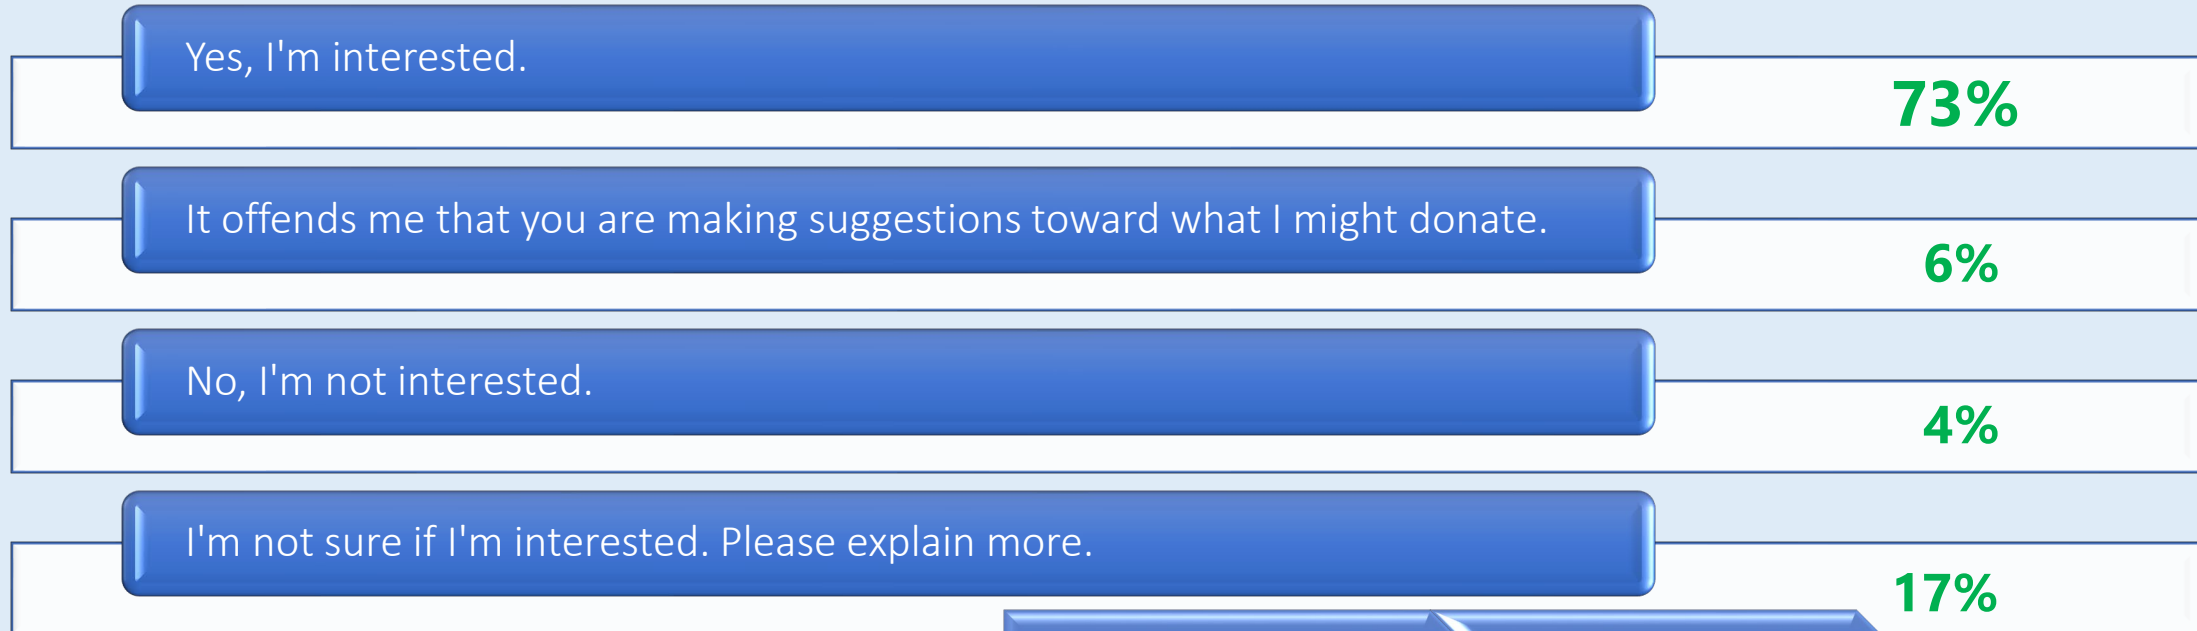 Yes, I'm interested.
73%
It offends me that you are making suggestions toward what I might donate.
6%
No, I'm not interested.
4%
I'm not sure if I'm interested. Please explain more.
17%